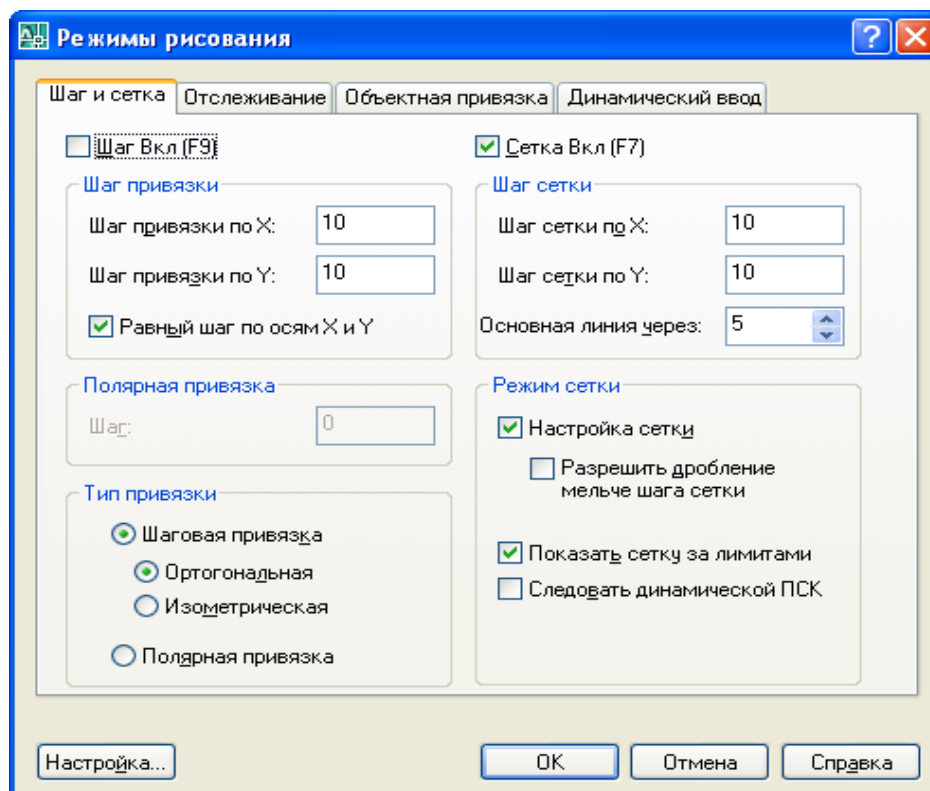 Режимы рисования
Шаг и сетка Отслеживание Объектная привязка Динамический ввод
Шаг Вкл (F9)
Шаг привязки
Шаг привязки по X: 10
Шаг привязки по Y: 10
Равный шаг по осям X и Y
Полярная привязка
Шаг: 0
Тип привязки
Шаговая привязка
Ортогональная
Изометрическая
Полярная привязка
Сетка Вкл (F7)
Шаг сетки
Шаг сетки по X: 10
Шаг сетки по Y: 10
Основная линия через: 5
Режим сетки
Настройка сетки
Разрешить дробление
мельче шага сетки
Показать сетку за лимитами
Следовать динамической ПСК
Настройка... OK Отмена Справка